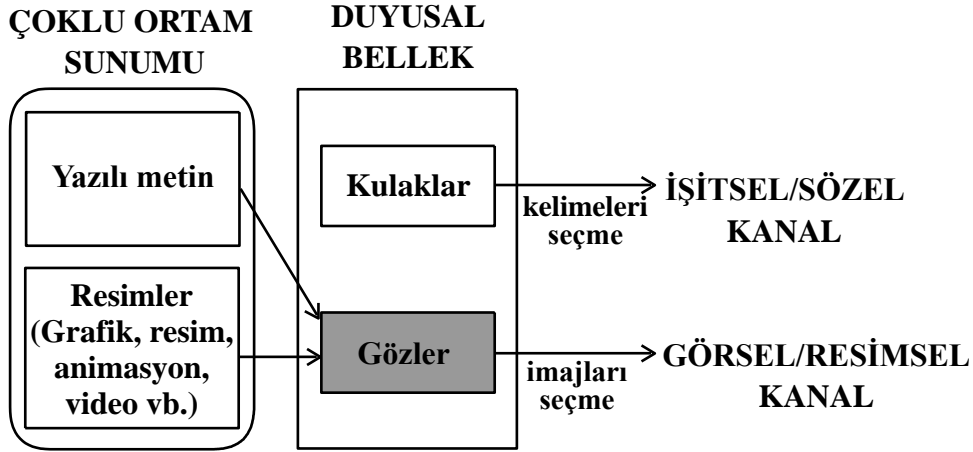 ÇOKLU ORTAM
SUNUMU
DUYUSAL
BELLEK
Yazılı metin
Resimler
(Grafik, resim,
animasyon,
video vb.)
Kulaklar
Gözler
kelimeleri
seçme
imajları
seçme
İŞİTSEL/SÖZEL
KANAL
GÖRSEL/RESİMSEL
KANAL